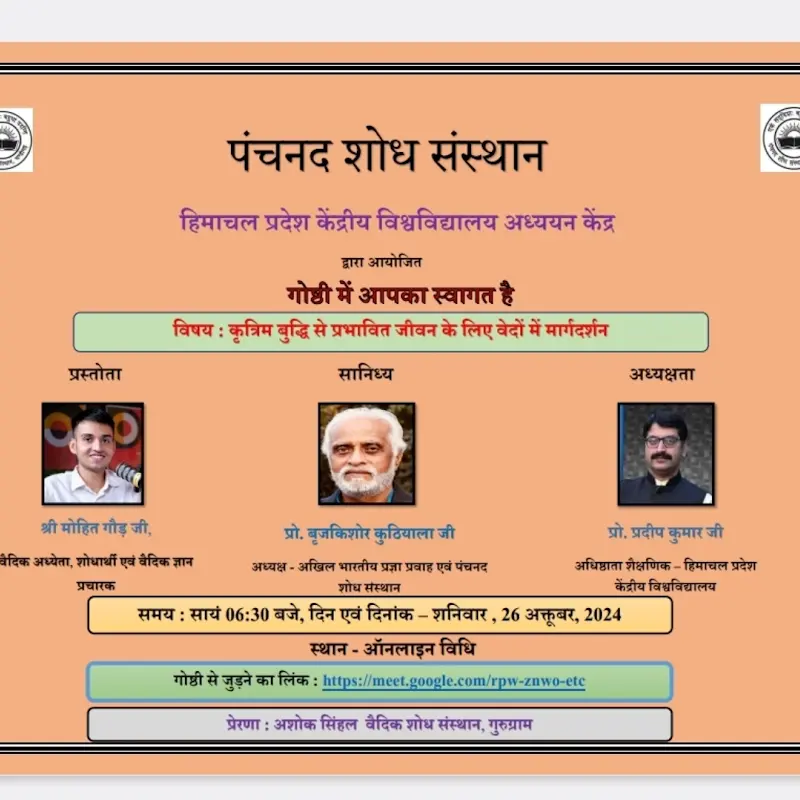 पंचनद शोध संस्थान
हिमाचल प्रदेश केंद्रीय विश्वविद्यालय अध्ययन केंद्र
द्वारा आयोजित
गोष्ठी में आपका स्वागत है
विषय : कृत्रिम बुद्धि से प्रभावित जीवन के लिए वेदों में मार्गदर्शन
प्रस्तोता
सानिध्य
अध्यक्षता
श्री मोहित गौड़ जी,
वैदिक अध्येता, शोधार्थी एवं वैदिक ज्ञान
प्रचारक
प्रो. बृजकिशोर कुठियाला जी
अध्यक्ष - अखिल भारतीय प्रज्ञा प्रवाह एवं पंचनद
शोध संस्थान
प्रो. प्रदीप कुमार जी
अधिष्ठाता शैक्षणिक – हिमाचल प्रदेश
केंद्रीय विश्वविद्यालय
समय : सायं 06:30 बजे, दिन एवं दिनांक – शनिवार , 26 अक्तूबर, 2024
स्थान - ऑनलाइन विधि
गोष्ठी से जुड़ने का लिंक : https://meet.google.com/rpw-znwo-etc
प्रेरणा : अशोक सिंहल वैदिक शोध संस्थान, गुरुग्राम